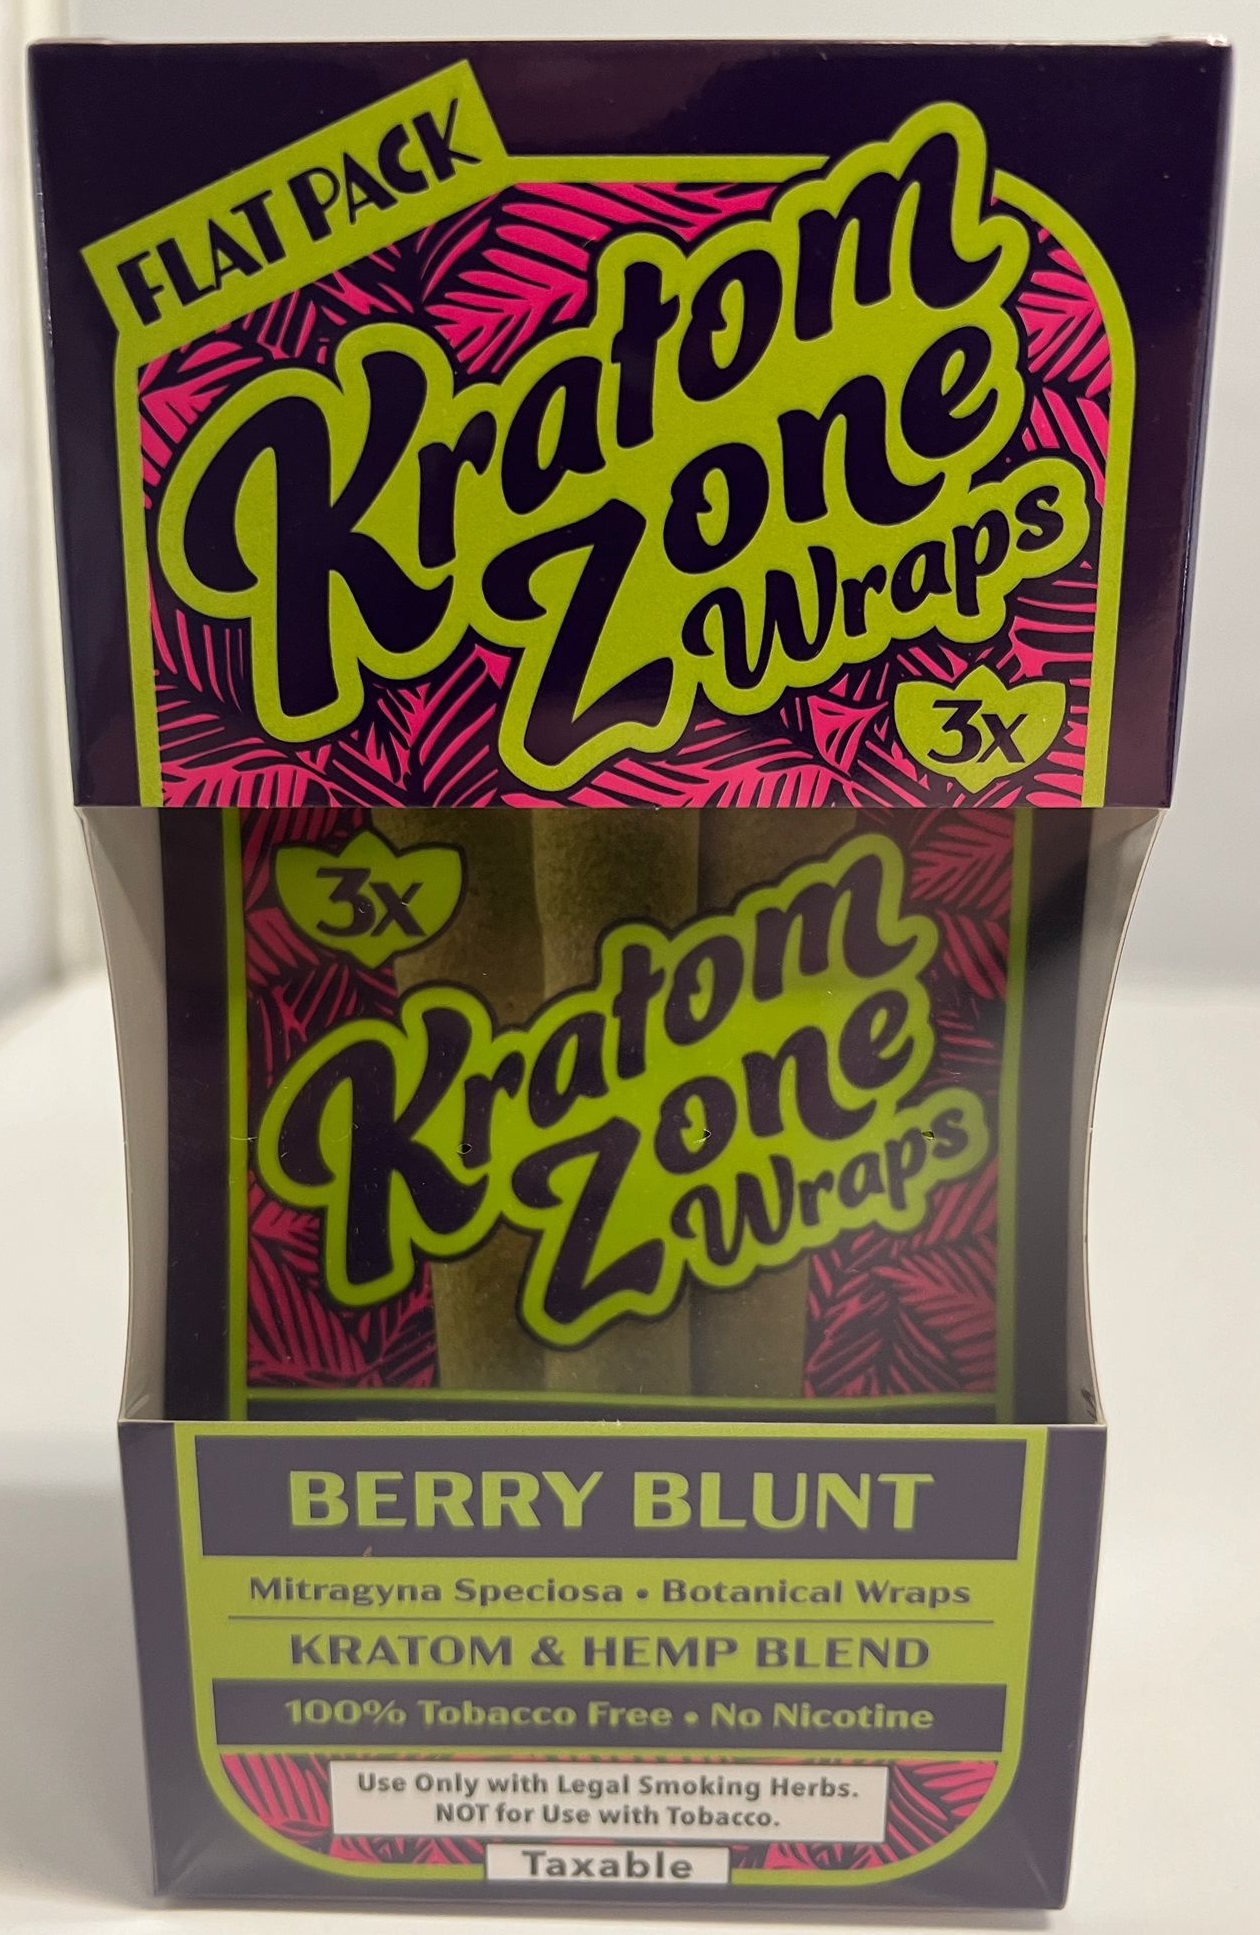 FLAT PACK
Kratom
Zone
Wraps
3x
3x
Kratom
Zone
Wraps
BERRY BLUNT
Mitragyna Speciosa • Botanical Wraps
KRATOM & HEMP BLEND
100% Tobacco Free • No Nicotine
Use Only with Legal Smoking Herbs.
NOT for Use with Tobacco.
Taxable